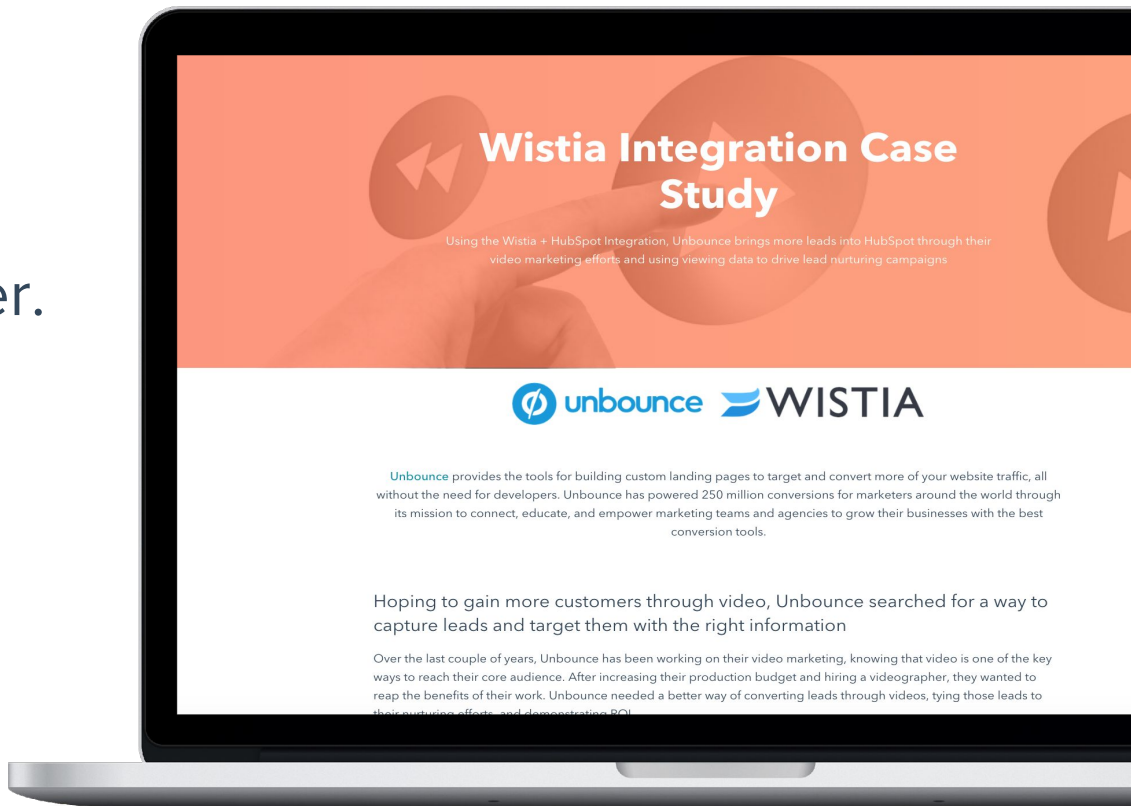 er.
Wistia Integration Case
Study
Using the Wistia + HubSpot Integration, Unbounce brings more leads into HubSpot through their
video marketing efforts and using viewing data to drive lead nurturing campaigns
unbounce WISTIA
Unbounce provides the tools for building custom landing pages to target and convert more of your website traffic, all
without the need for developers. Unbounce has powered 250 million conversions for marketers around the world through
its mission to connect, educate, and empower marketing teams and agencies to grow their businesses with the best
conversion tools.
Hoping to gain more customers through video, Unbounce searched for a way to
capture leads and target them with the right information
Over the last couple of years, Unbounce has been working on their video marketing, knowing that video is one of the key
ways to reach their core audience. After increasing their production budget and hiring a videographer, they wanted to
reap the benefits of their work. Unbounce needed a better way of converting leads through videos, tying those leads to
their nurturing efforts, and demonstrating ROI